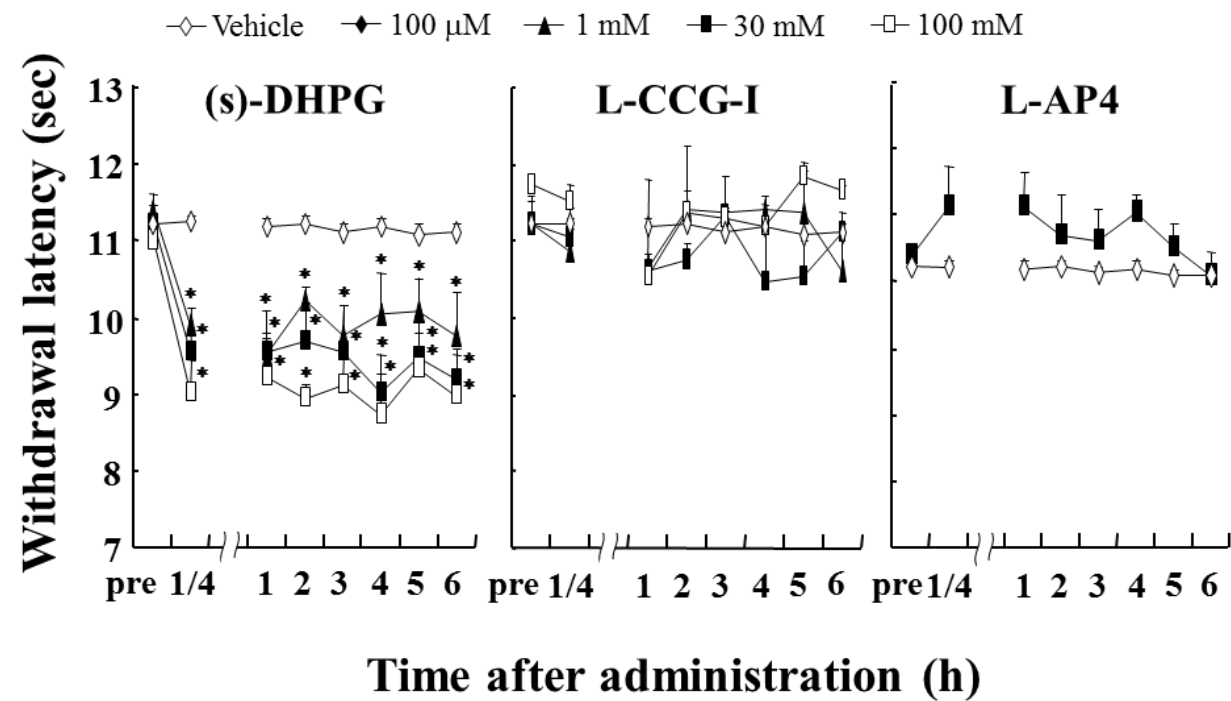 Vehicle 100 µM 1 mM 30 mM 100 mM
Withdrawal latency (sec)
(s)-DHPG L-CCG-I L-AP4
13
12
11
10
9
8
7
pre 1/4 1 2 3 4 5 6 pre 1/4 1 2 3 4 5 6 pre 1/4 1 2 3 4 5 6
Time after administration (h)